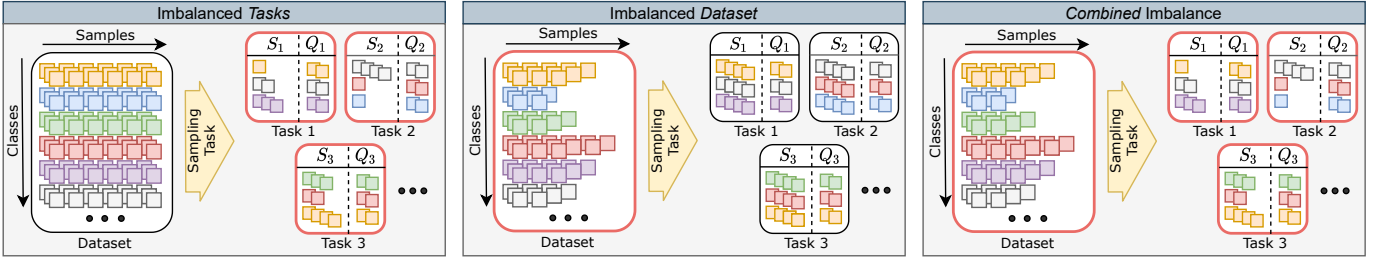 Imbalanced Tasks
Samples
Classes
Dataset
Sampling
Task
S1 Q1
Task 1
S2 Q2
Task 2
S3 Q3
Task 3
Imbalanced Dataset
Samples
Classes
Dataset
Sampling
Task
S1 Q1
Task 1
S2 Q2
Task 2
S3 Q3
Task 3
Combined Imbalance
Samples
Classes
Dataset
Sampling
Task
S1 Q1
Task 1
S2 Q2
Task 2
S3 Q3
Task 3